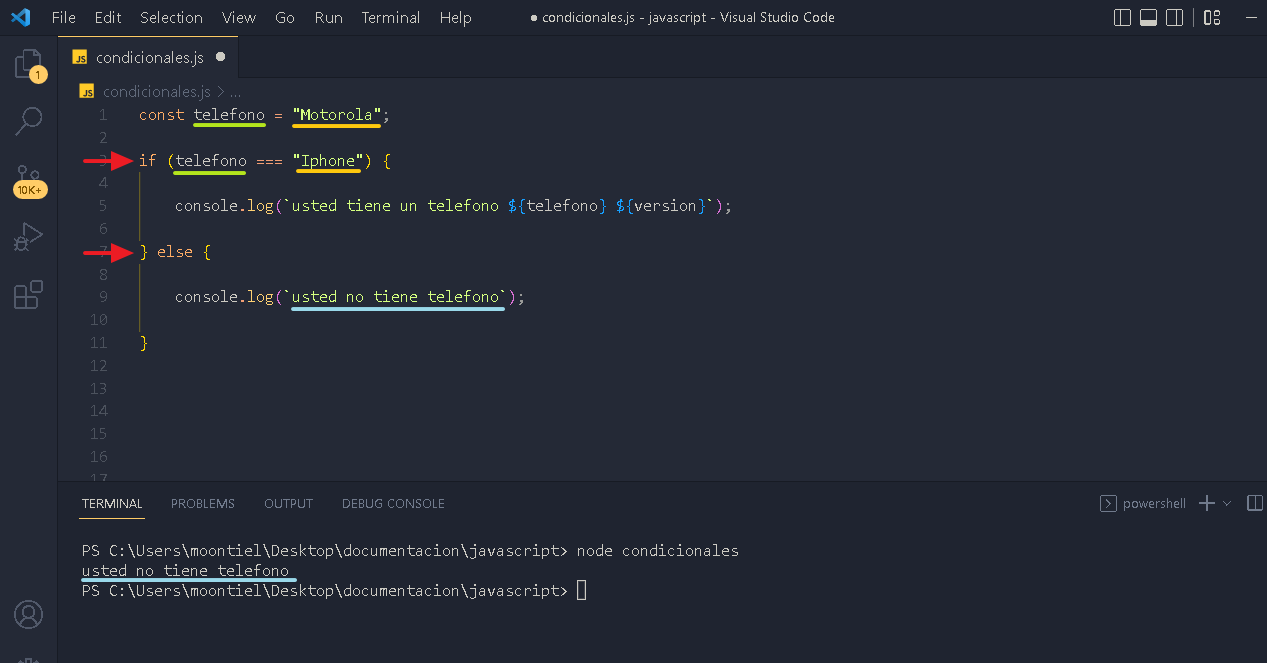 File Edit Selection View Go Run Terminal Help ● condicionales.js - javascript - Visual Studio Code
JS condicionales.js ●
1
JS condicionales.js > ...
1 const telefono = "Motorola";
2
3 if (telefono === "Iphone") {
4
10K+
5 console.log(`usted tiene un telefono ${telefono} ${version}`);
6
7 } else {
8
9 console.log(`usted no tiene telefono`);
10
11 }
12
13
14
15
16
17
TERMINAL PROBLEMS OUTPUT DEBUG CONSOLE powershell
PS C:\Users\moontiel\Desktop\documentacion\javascript> node condicionales
usted no tiene telefono
PS C:\Users\moontiel\Desktop\documentacion\javascript>